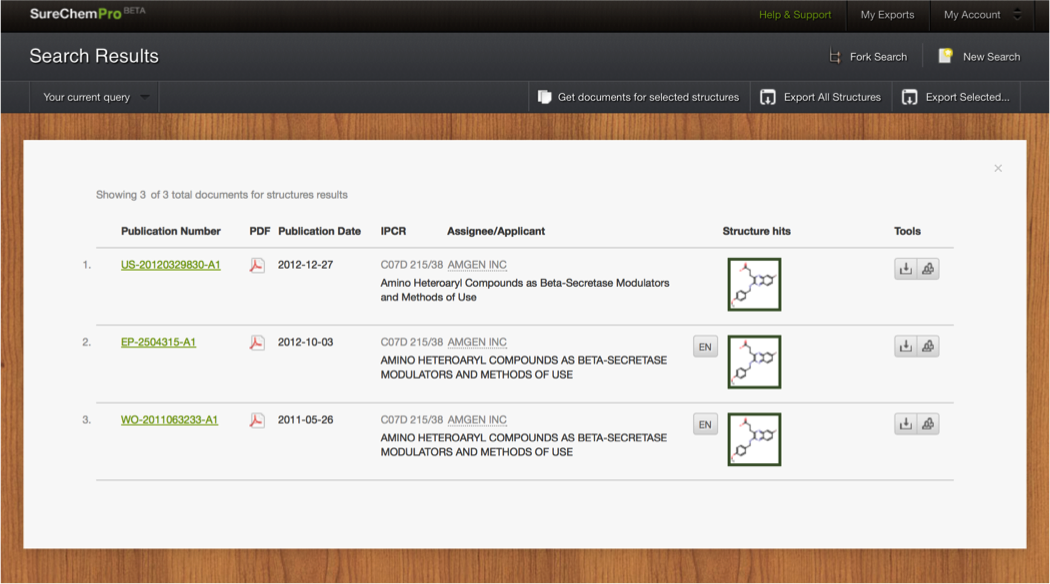 SureChemPro BETA
Help & Support My Exports My Account
Search Results Fork Search New Search
Your current query Get documents for selected structures Export All Structures Export Selected...
Showing 3 of 3 total documents for structures results
Publication Number PDF Publication Date IPCR Assignee/Applicant Structure hits Tools
1. US-20120329830-A1 2012-12-27 C07D 215/38 AMGEN INC
Amino Heteroaryl Compounds as Beta-Secretase Modulators
and Methods of Use
2. EP-2504315-A1 2012-10-03 C07D 215/38 AMGEN INC EN
AMINO HETEROARYL COMPOUNDS AS BETA-SECRETASE
MODULATORS AND METHODS OF USE
3. WO-2011063233-A1 2011-05-26 C07D 215/38 AMGEN INC EN
AMINO HETEROARYL COMPOUNDS AS BETA-SECRETASE
MODULATORS AND METHODS OF USE